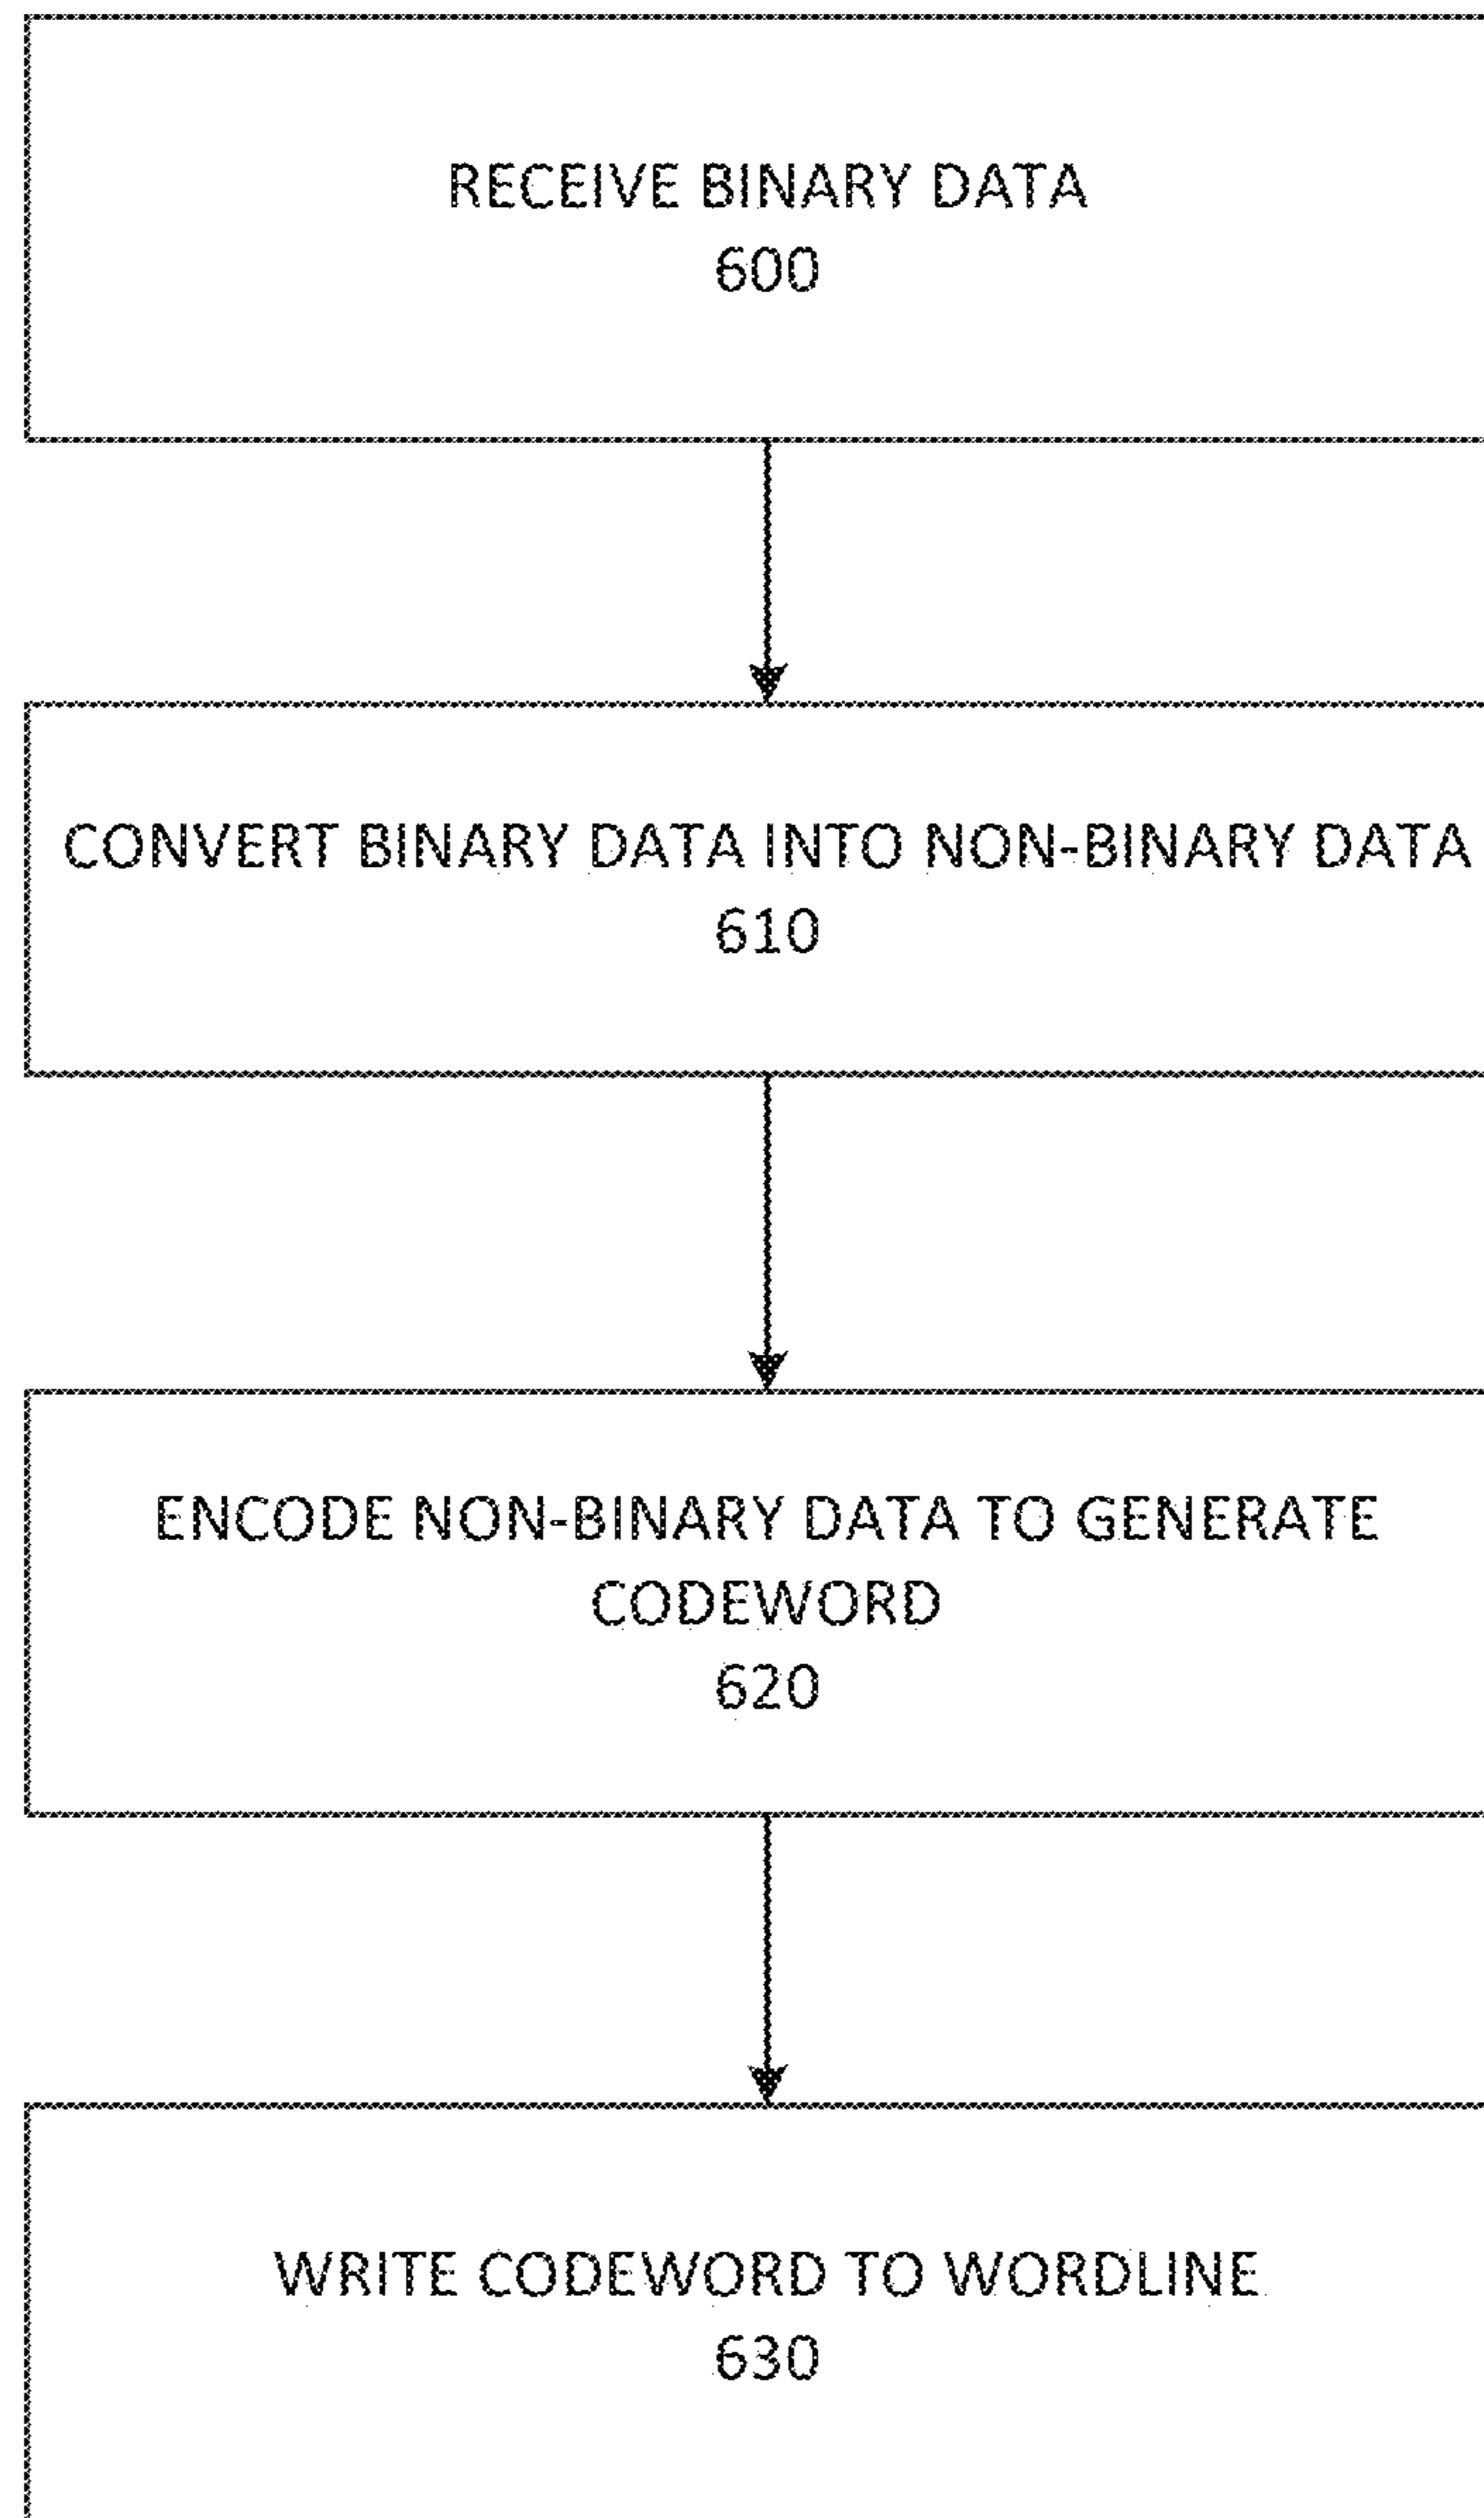 RECEIVE BINARY DATA
600
CONVERT BINARY DATA INTO NON-BINARY DATA
610
ENCODE NON-BINARY DATA TO GENERATE
CODEWORD
620
WRITE CODEWORD TO WORDLINE
630